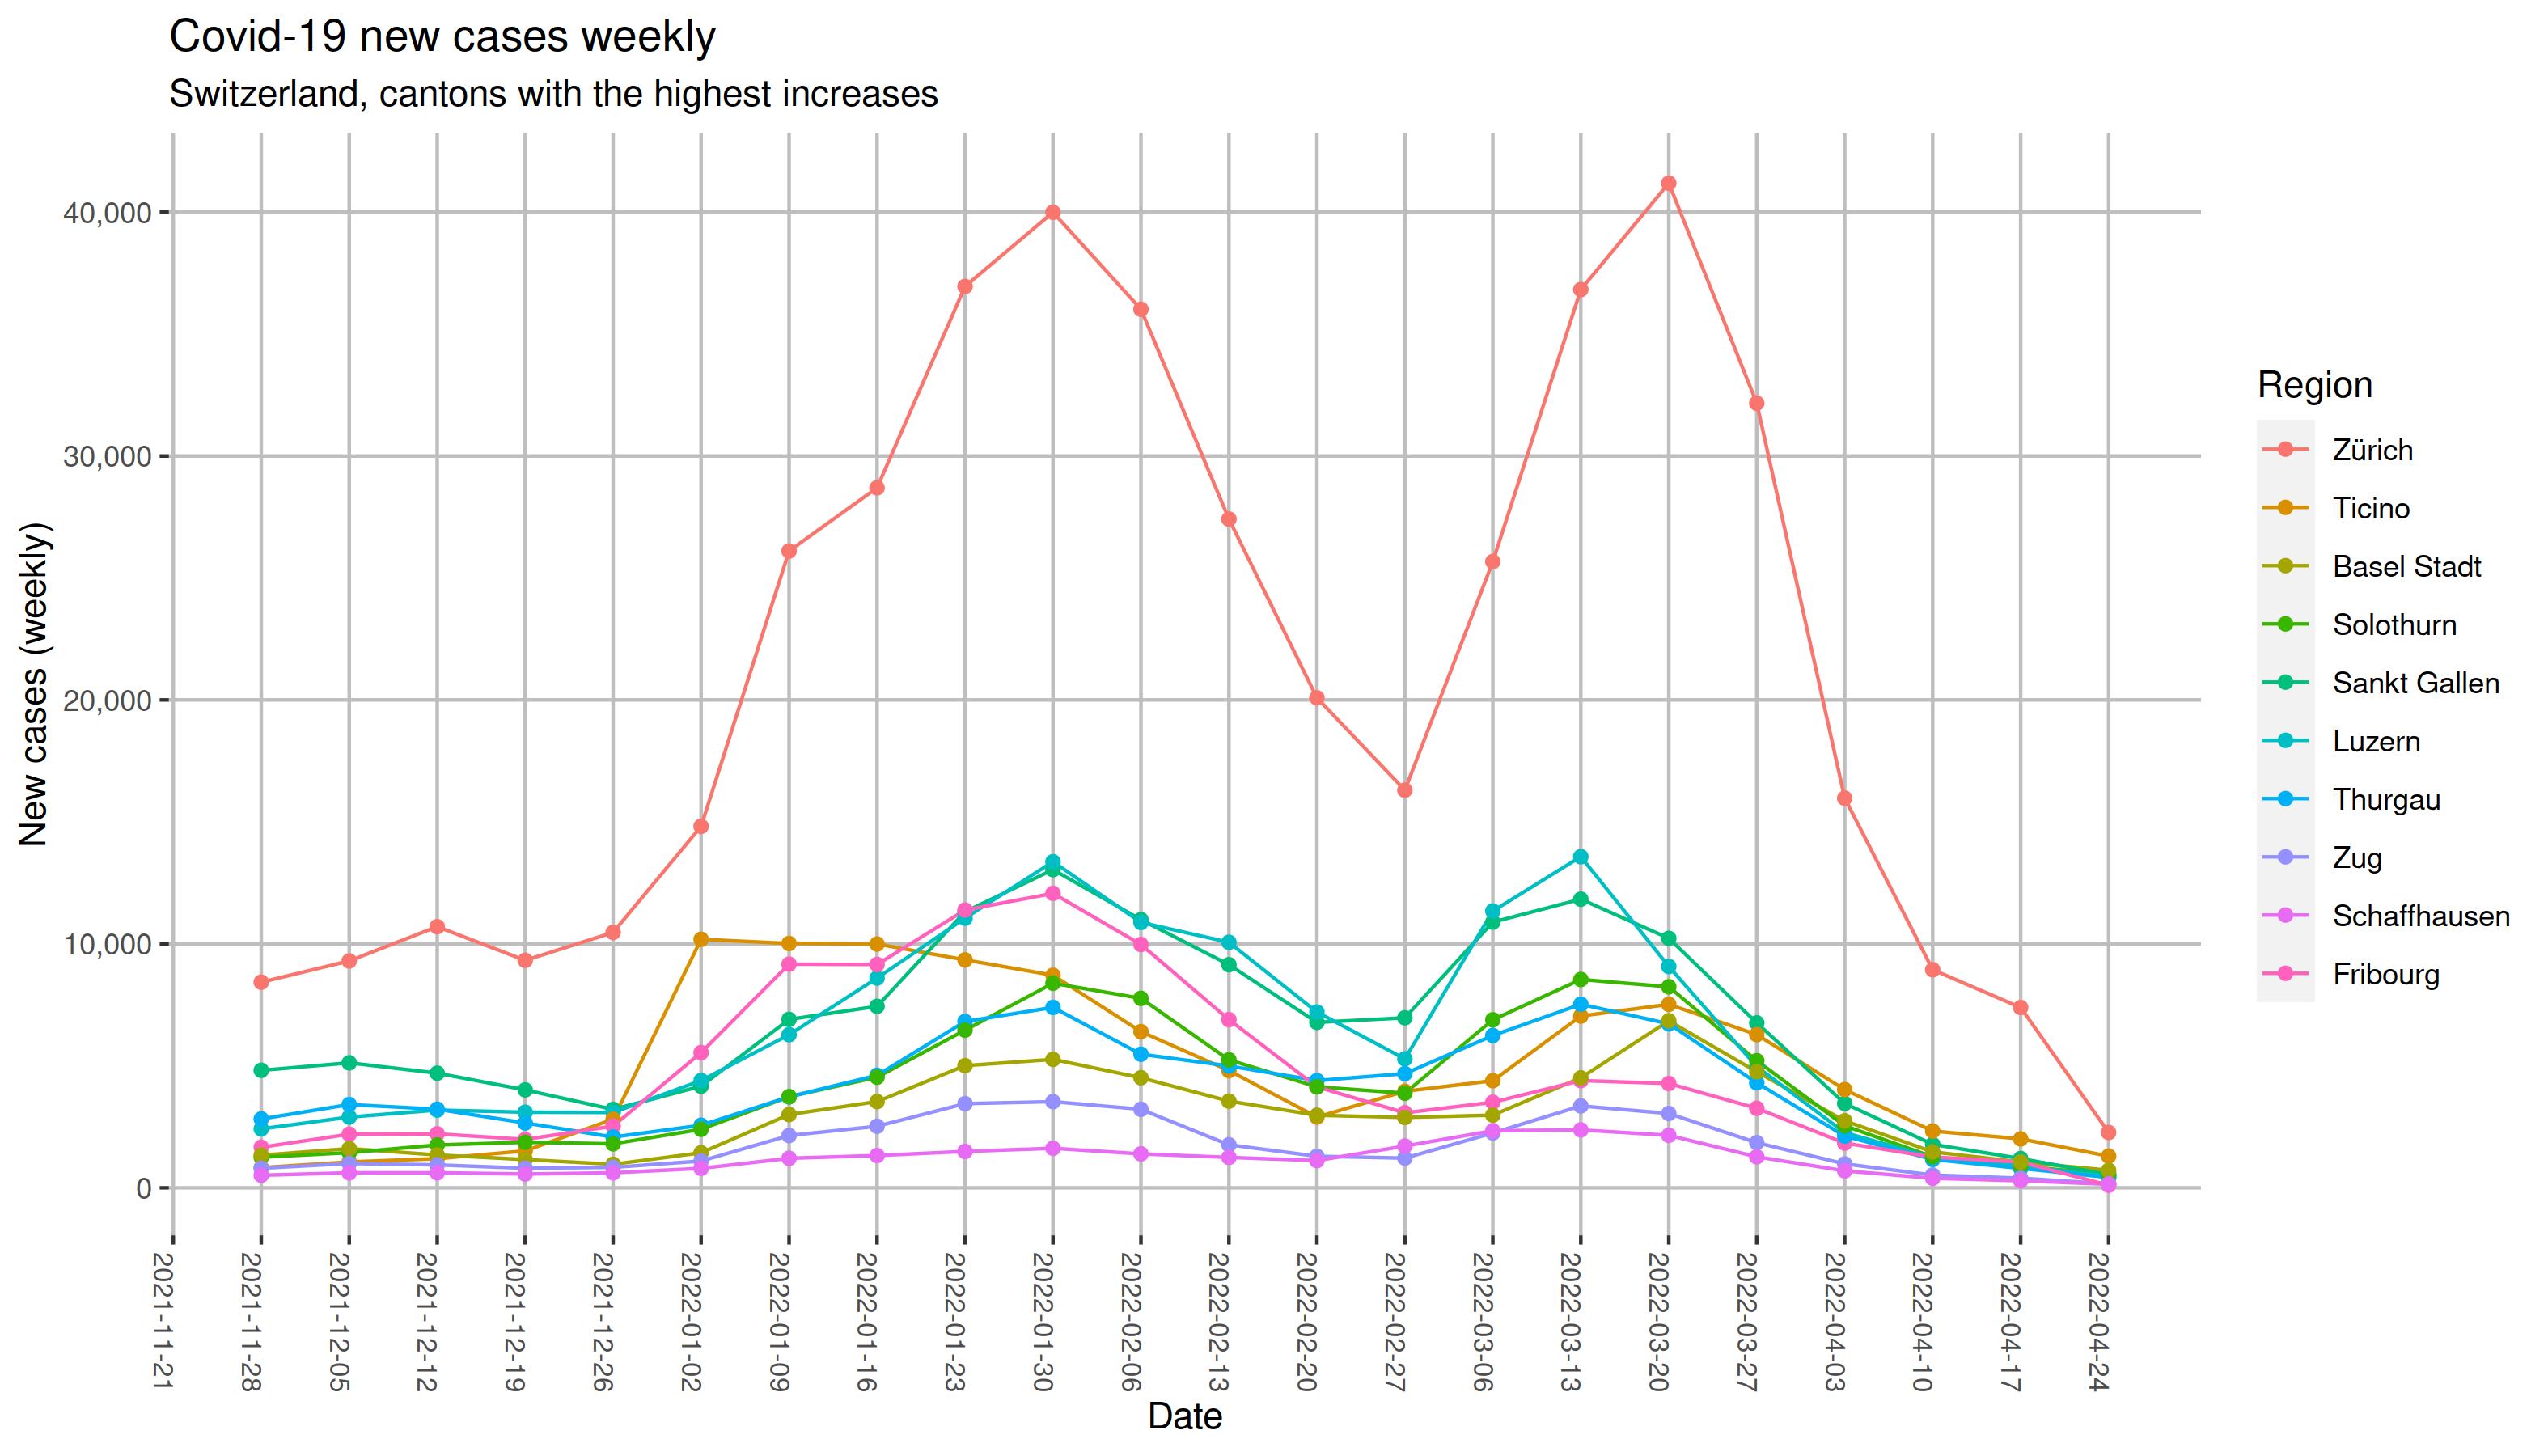 Covid-19 new cases weekly
Switzerland, cantons with the highest increases
New cases (weekly)
40,000
30,000
20,000
10,000
0
2021-11-21
2021-11-28
2021-12-05
2021-12-12
2021-12-19
2021-12-26
2022-01-02
2022-01-09
2022-01-16
2022-01-23
2022-01-30
2022-02-06
2022-02-13
2022-02-20
2022-02-27
2022-03-06
2022-03-13
2022-03-20
2022-03-27
2022-04-03
2022-04-10
2022-04-17
2022-04-24
Date
Region
Zürich
Ticino
Basel Stadt
Solothurn
Sankt Gallen
Luzern
Thurgau
Zug
Schaffhausen
Fribourg